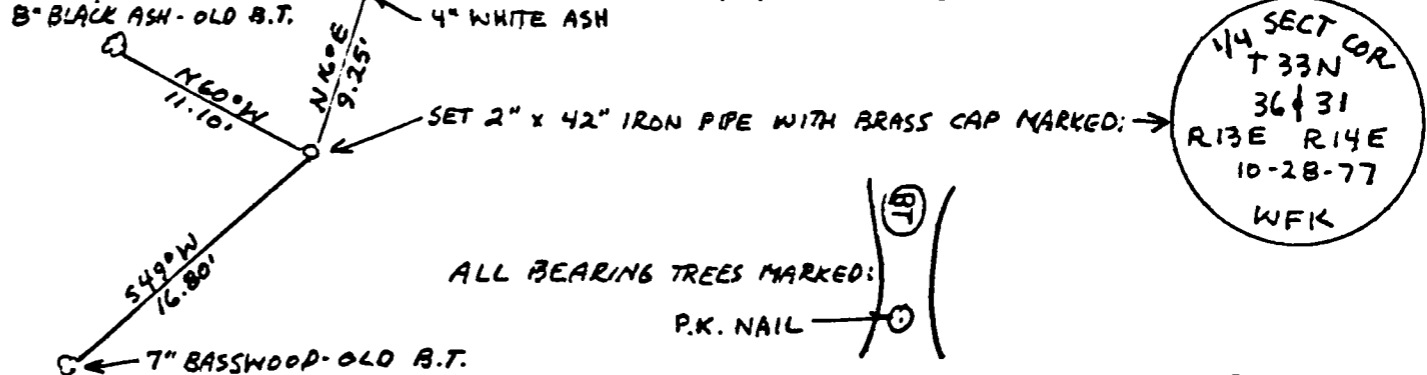 8" BLACK ASH-OLD B.T.
4" WHITE ASH
N 60° W
11.10'
N 16° E
9.25'
SET 2" x 42" IRON PIPE WITH BRASS CAP MARKED:
1/4 SECT COR
T 33N
36 & 31
R13E R14E
10-28-77
WFK
S49°W
16.80'
BT
ALL BEARING TREES MARKED:
P.K. NAIL
7" BASSWOOD-OLD B.T.